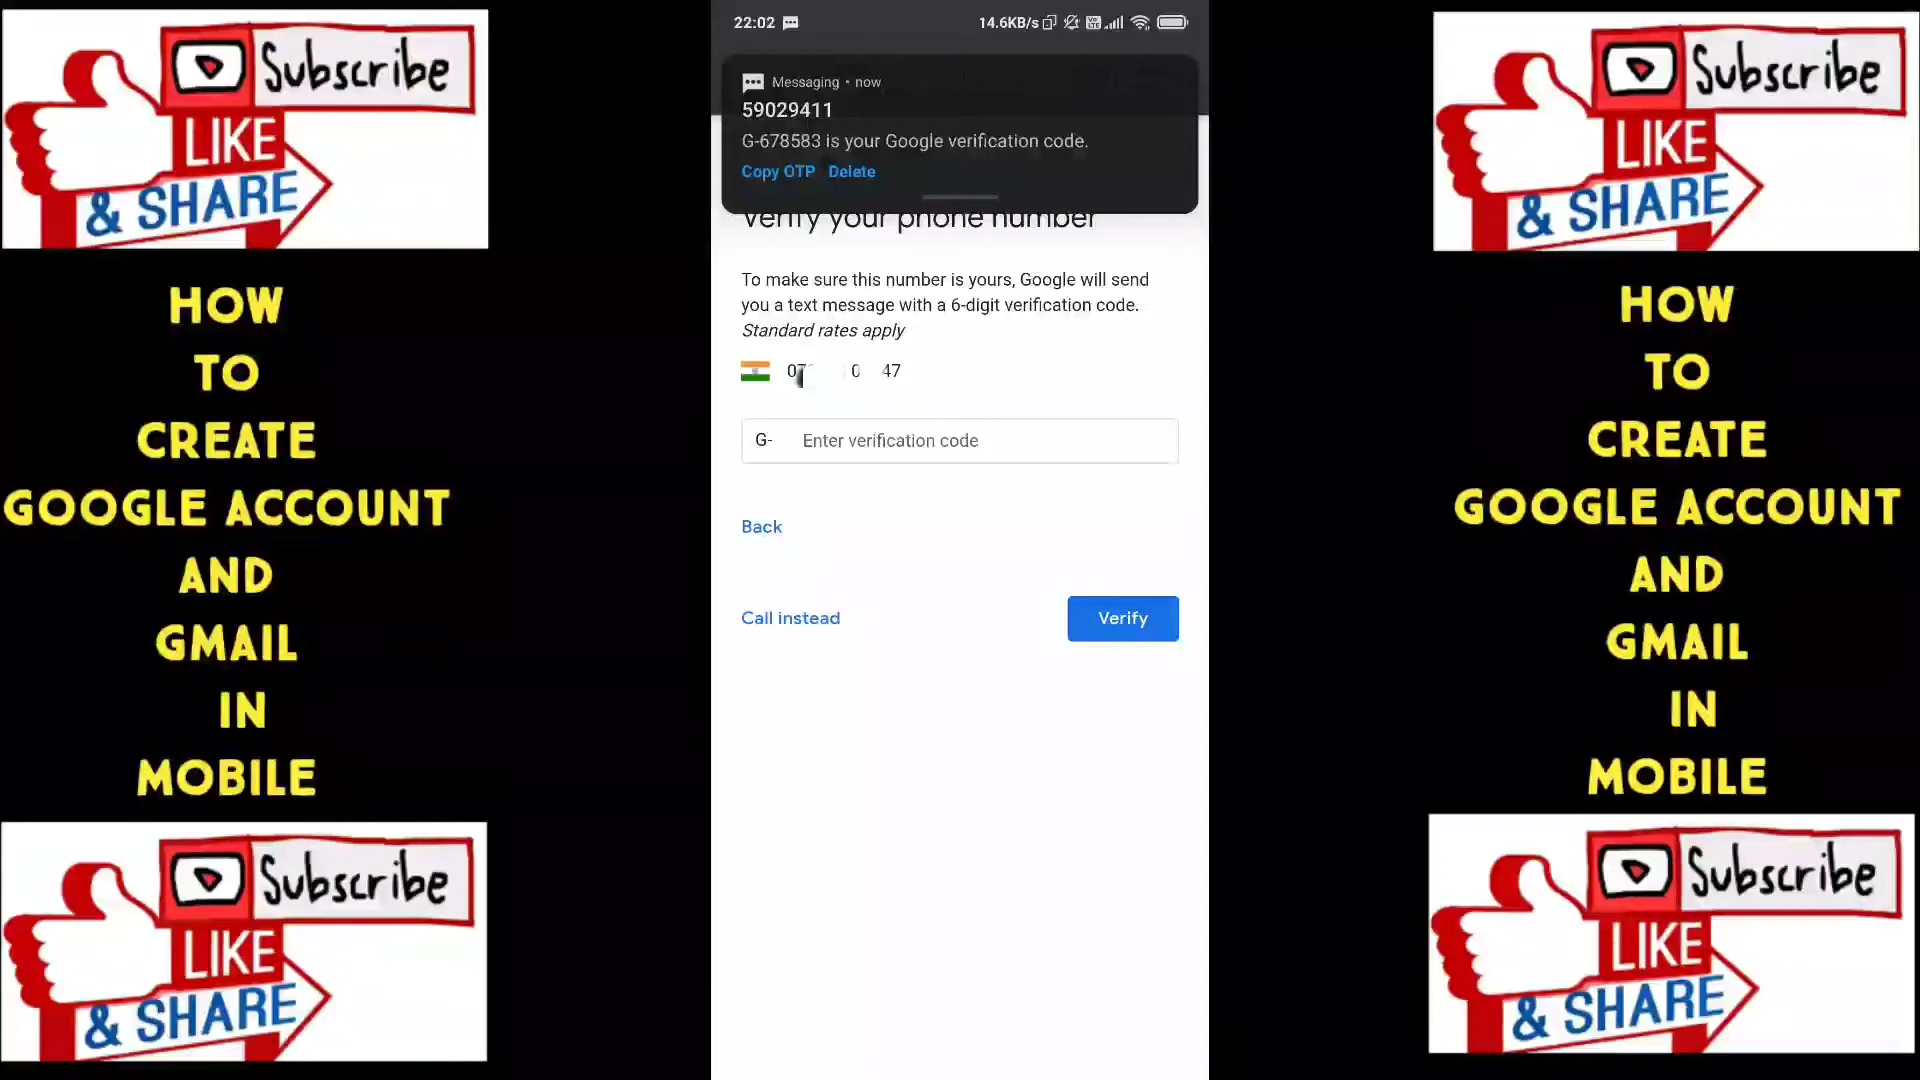 Subscribe
LIKE
& SHARE
HOW
TO
CREATE
GOOGLE ACCOUNT
AND
GMAIL
IN
MOBILE
Subscribe
LIKE
& SHARE
22:02
14.6KB/s
Messaging • now
59029411
G-678583 is your Google verification code.
Copy OTP Delete
Verify your phone number
To make sure this number is yours, Google will send
you a text message with a 6-digit verification code.
Standard rates apply
07 0 47
G- Enter verification code
Back
Call instead Verify
Subscribe
LIKE
& SHARE
HOW
TO
CREATE
GOOGLE ACCOUNT
AND
GMAIL
IN
MOBILE
Subscribe
LIKE
& SHARE